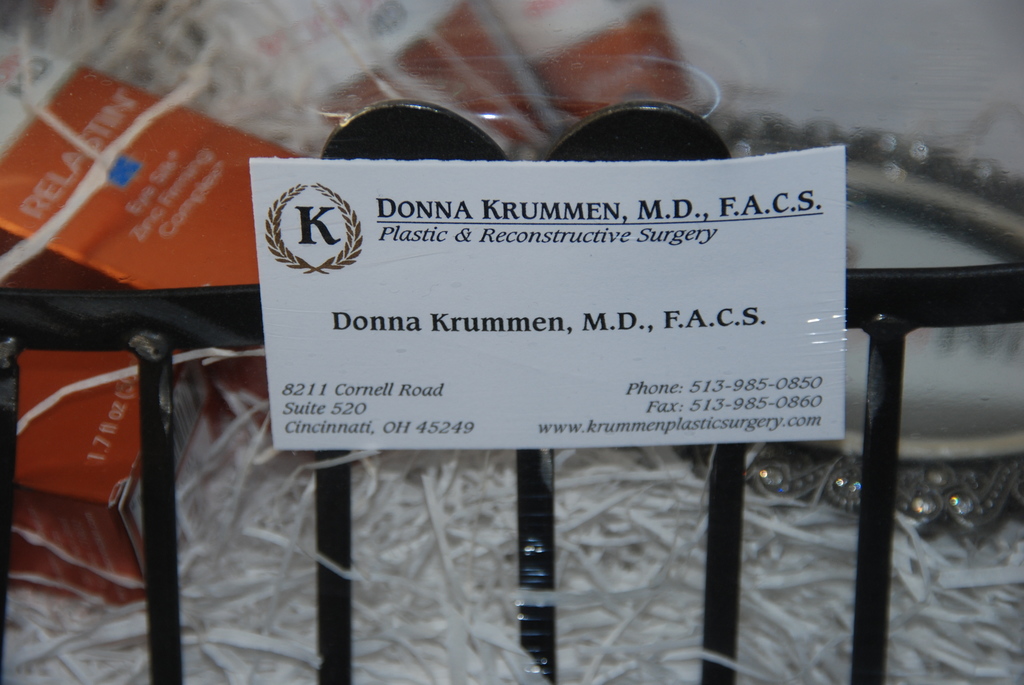 RELASTIN
Eye Silk
ZnC Firming
Complex
1.7 fl oz
K
DONNA KRUMMEN, M.D., F.A.C.S.
Plastic & Reconstructive Surgery
Donna Krummen, M.D., F.A.C.S.
8211 Cornell Road
Suite 520
Cincinnati, OH 45249
Phone: 513-985-0850
Fax: 513-985-0860
www.krummenplasticsurgery.com